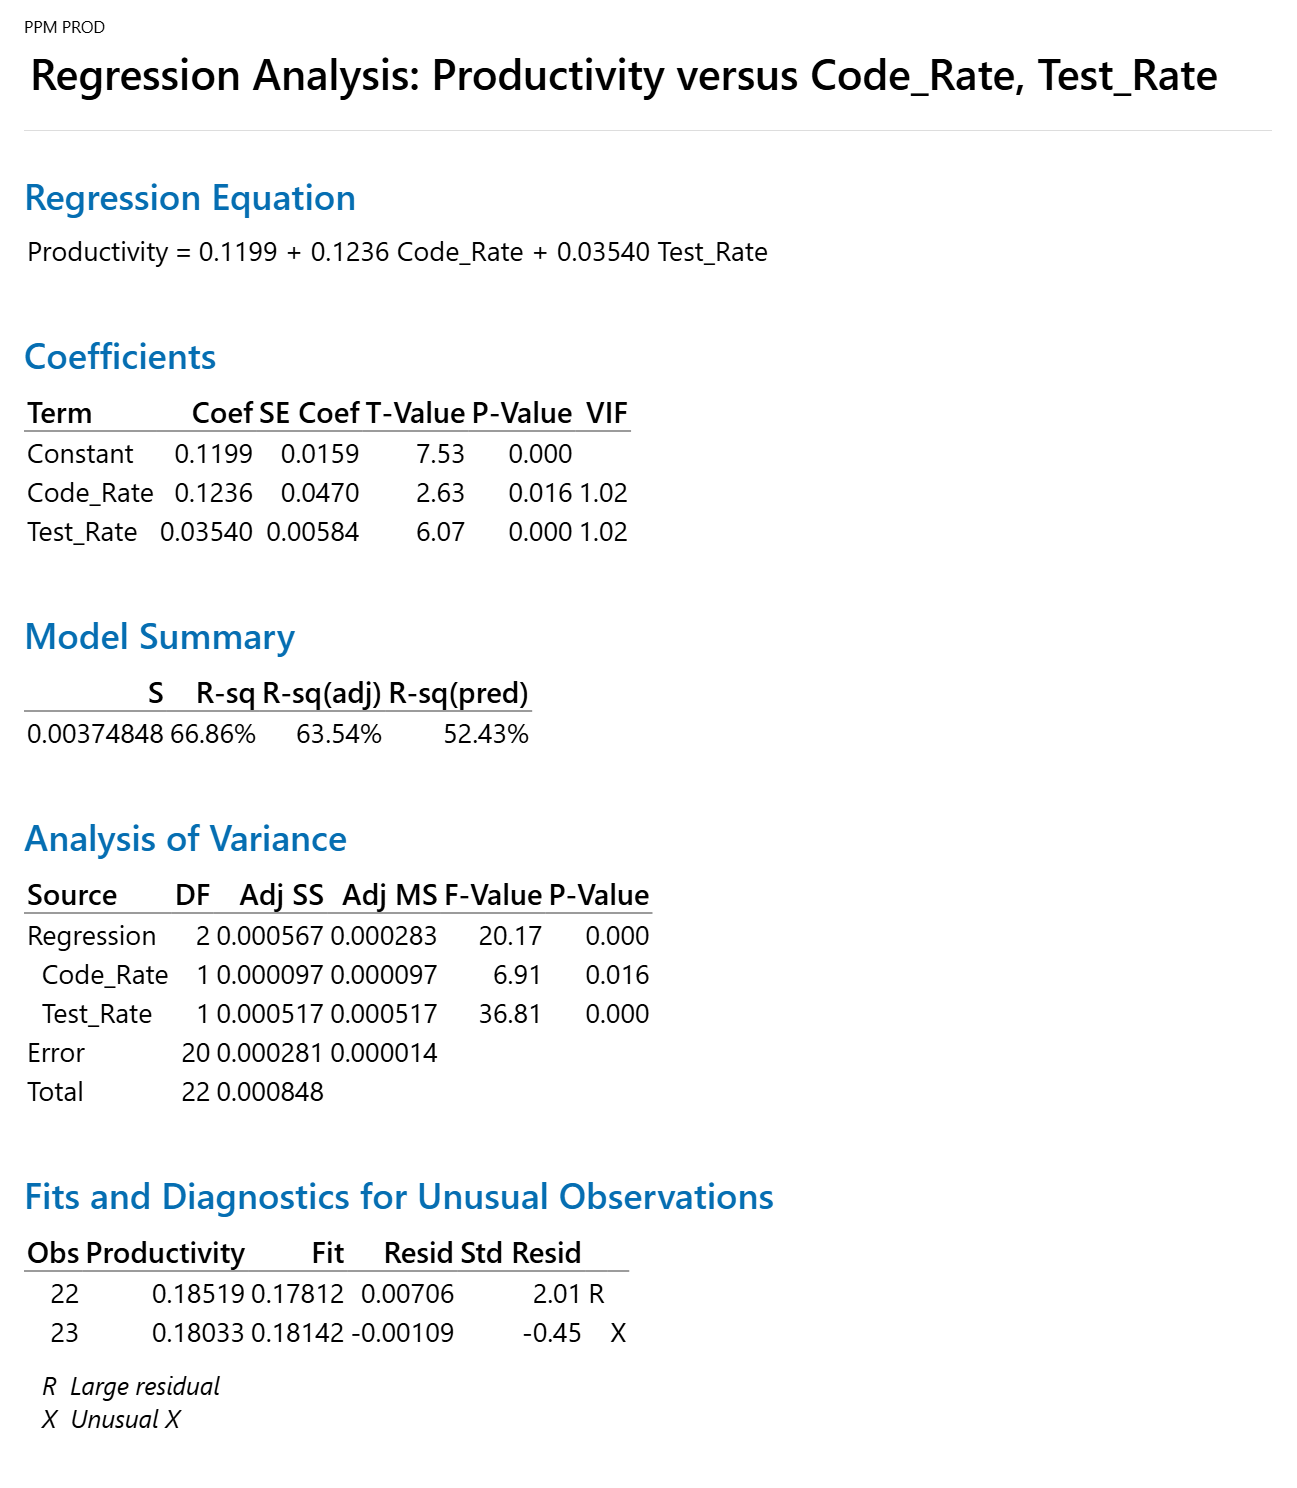 PPM PROD
Regression Analysis: Productivity versus Code_Rate, Test_Rate
Regression Equation
Productivity = 0.1199 + 0.1236 Code_Rate + 0.03540 Test_Rate
Coefficients
Term Coef SE Coef T-Value P-Value VIF
Constant 0.1199 0.0159 7.53 0.000
Code_Rate 0.1236 0.0470 2.63 0.016 1.02
Test_Rate 0.03540 0.00584 6.07 0.000 1.02
Model Summary
S R-sq R-sq(adj) R-sq(pred)
0.00374848 66.86% 63.54% 52.43%
Analysis of Variance
Source DF Adj SS Adj MS F-Value P-Value
Regression 2 0.000567 0.000283 20.17 0.000
Code_Rate 1 0.000097 0.000097 6.91 0.016
Test_Rate 1 0.000517 0.000517 36.81 0.000
Error 20 0.000281 0.000014
Total 22 0.000848
Fits and Diagnostics for Unusual Observations
Obs Productivity Fit Resid Std Resid
22 0.18519 0.17812 0.00706 2.01 R
23 0.18033 0.18142 -0.00109 -0.45 X
R Large residual
X Unusual X